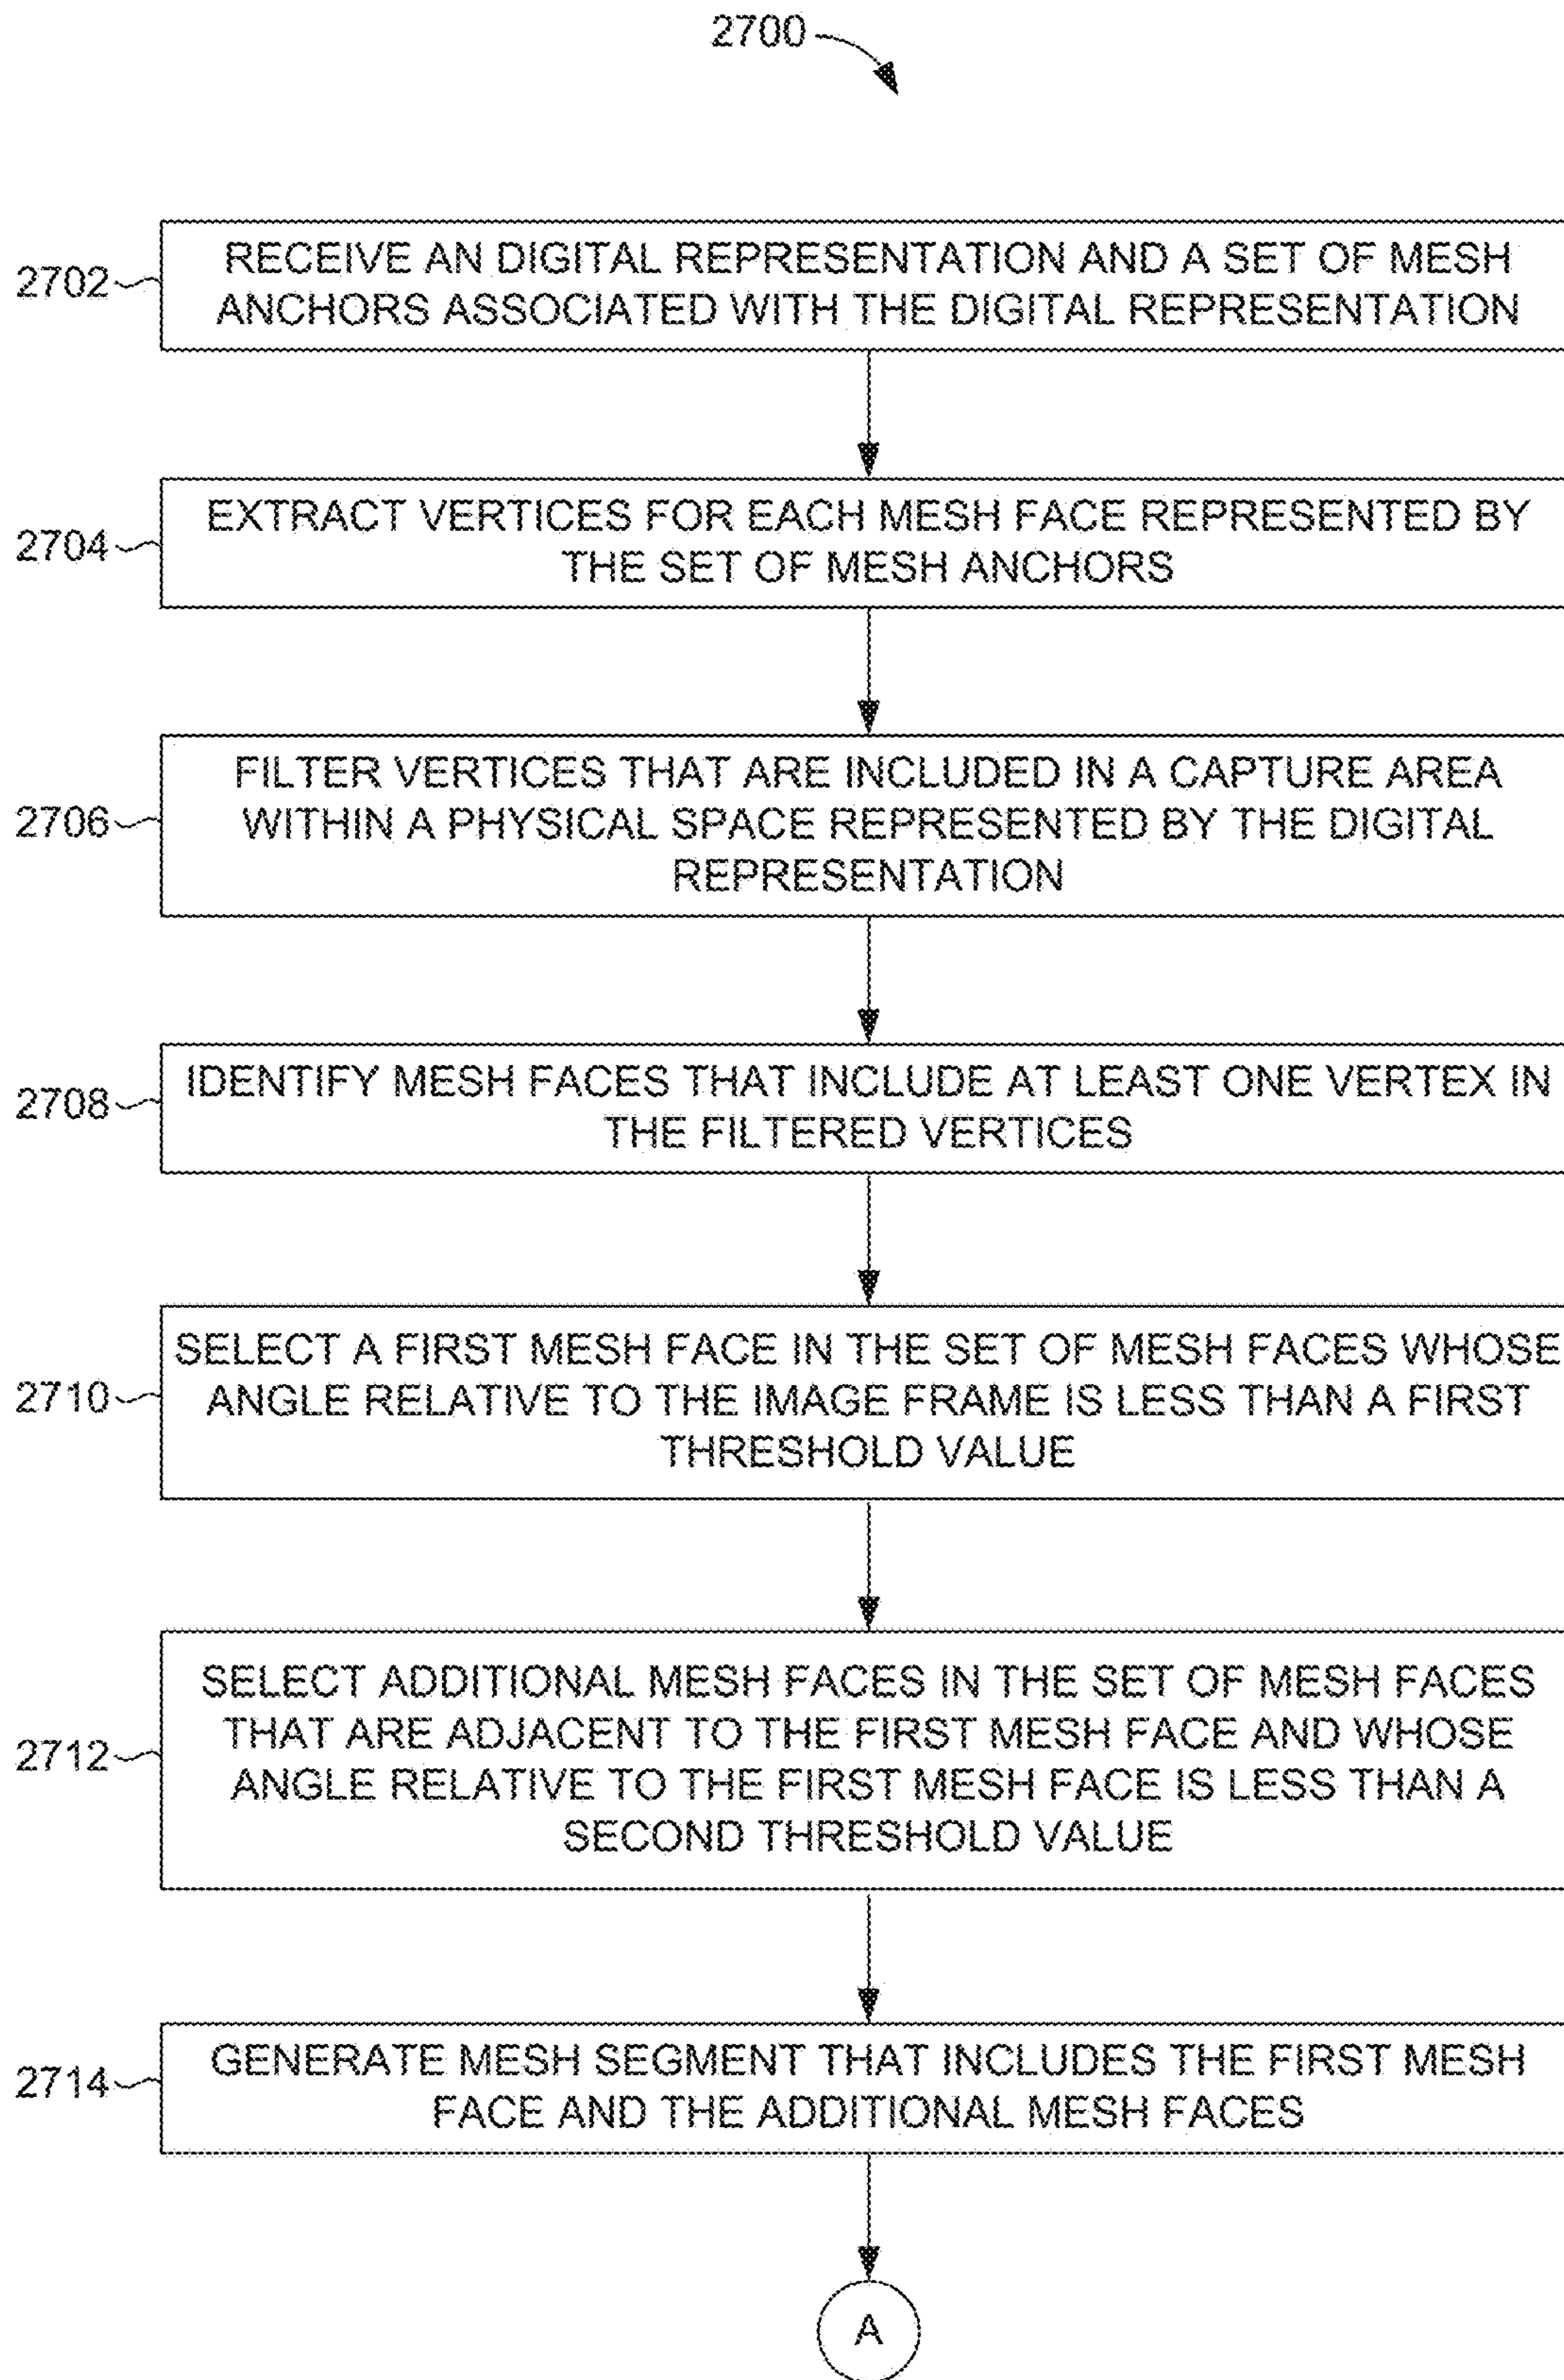 2700
2702
RECEIVE AN DIGITAL REPRESENTATION AND A SET OF MESH
ANCHORS ASSOCIATED WITH THE DIGITAL REPRESENTATION
2704
EXTRACT VERTICES FOR EACH MESH FACE REPRESENTED BY
THE SET OF MESH ANCHORS
2706
FILTER VERTICES THAT ARE INCLUDED IN A CAPTURE AREA
WITHIN A PHYSICAL SPACE REPRESENTED BY THE DIGITAL
REPRESENTATION
2708
IDENTIFY MESH FACES THAT INCLUDE AT LEAST ONE VERTEX IN
THE FILTERED VERTICES
2710
SELECT A FIRST MESH FACE IN THE SET OF MESH FACES WHOSE
ANGLE RELATIVE TO THE IMAGE FRAME IS LESS THAN A FIRST
THRESHOLD VALUE
2712
SELECT ADDITIONAL MESH FACES IN THE SET OF MESH FACES
THAT ARE ADJACENT TO THE FIRST MESH FACE AND WHOSE
ANGLE RELATIVE TO THE FIRST MESH FACE IS LESS THAN A
SECOND THRESHOLD VALUE
2714
GENERATE MESH SEGMENT THAT INCLUDES THE FIRST MESH
FACE AND THE ADDITIONAL MESH FACES
A